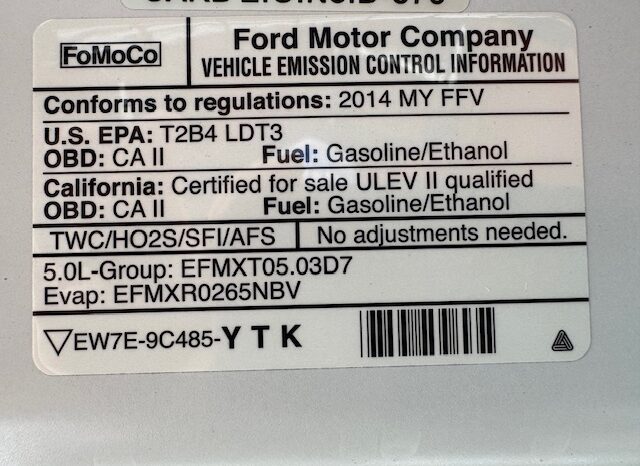 FoMoCo
Ford Motor Company
VEHICLE EMISSION CONTROL INFORMATION
Conforms to regulations: 2014 MY FFV
U.S. EPA: T2B4 LDT3
OBD: CA II Fuel: Gasoline/Ethanol
California: Certified for sale ULEV II qualified
OBD: CA II Fuel: Gasoline/Ethanol
TWC/HO2S/SFI/AFS No adjustments needed.
5.0L-Group: EFMXT05.03D7
Evap: EFMXR0265NBV
EW7E-9C485-YTK